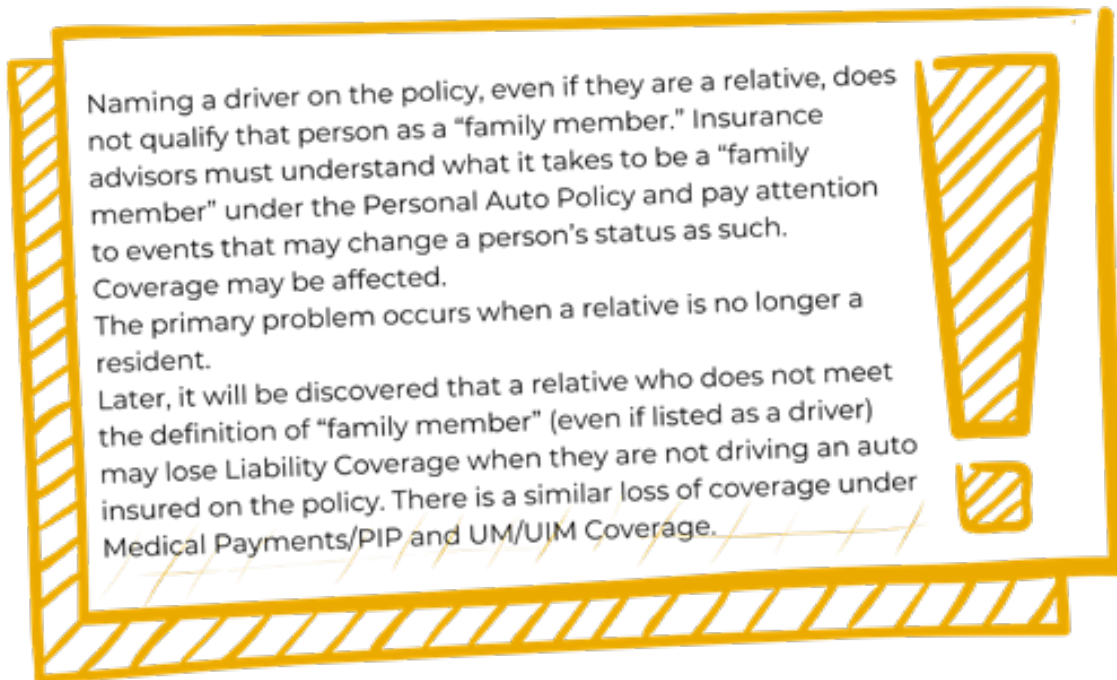 Naming a driver on the policy, even if they are a relative, does
not qualify that person as a “family member.” Insurance
advisors must understand what it takes to be a “family
member” under the Personal Auto Policy and pay attention
to events that may change a person’s status as such.
Coverage may be affected.
The primary problem occurs when a relative is no longer a
resident.
Later, it will be discovered that a relative who does not meet
the definition of “family member” (even if listed as a driver)
may lose Liability Coverage when they are not driving an auto
insured on the policy. There is a similar loss of coverage under
Medical Payments/PIP and UM/UIM Coverage.